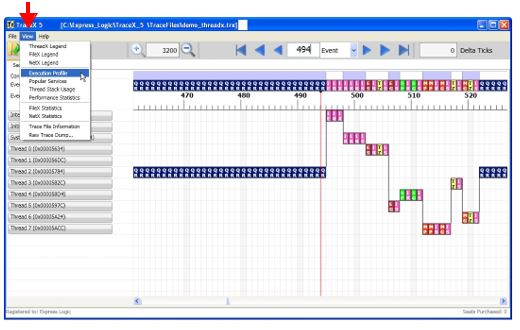 TraceX 5 [C:\Express_Logic\TraceX_5 \TraceFiles\demo_threadx.trx]
File View Help
3200
494
Event
0 Delta Ticks
ThreadX Legend
FileX Legend
NetX Legend
Execution Profile
Popular Services
Thread Stack Usage
Performance Statistics
FileX Statistics
NetX Statistics
Trace File Information
Raw Trace Dump...
470 480 490 500 510 520
Thread 0 (0x00005634)
Thread 1 (0x000056DC)
Thread 2 (0x00005784)
Thread 3 (0x0000582C)
Thread 4 (0x000058D4)
Thread 5 (0x0000597C)
Thread 6 (0x00005A24)
Thread 7 (0x00005ACC)
Registered to: Express Logic
Seats Purchased: 0